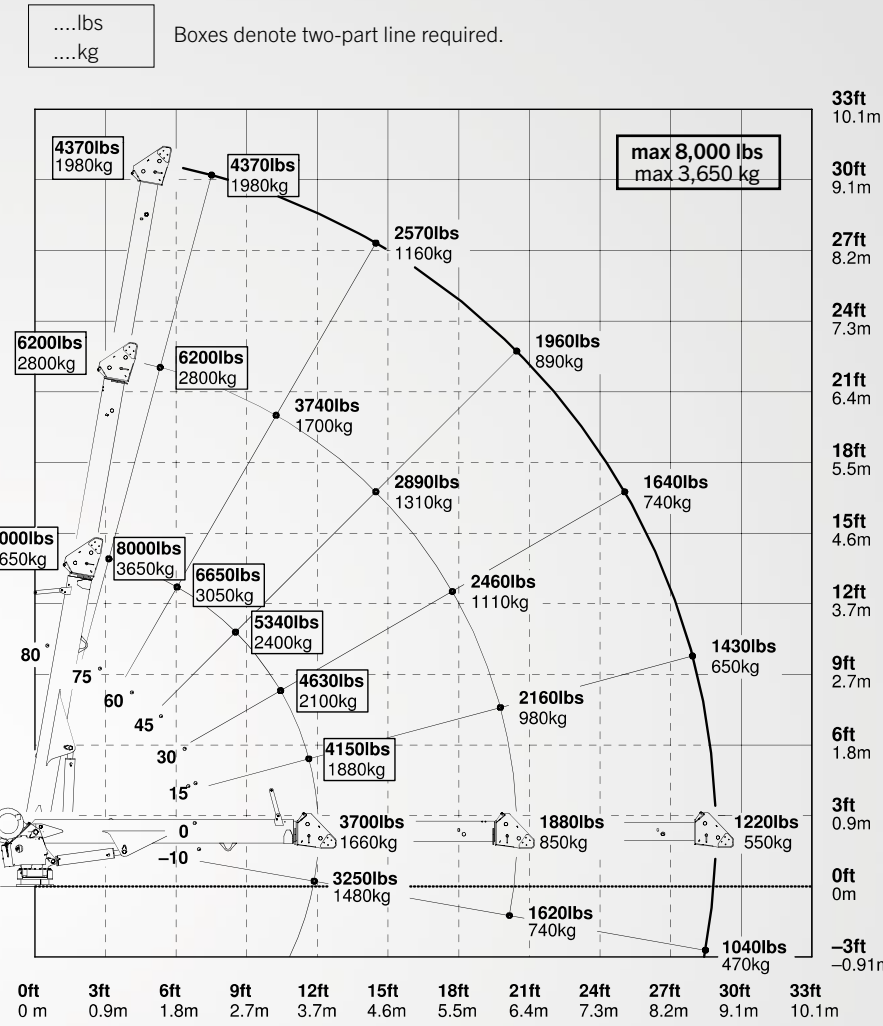 ....lbs
....kg
Boxes denote two-part line required.
33ft
10.1m
max 8,000 lbs
max 3,650 kg
4370lbs
1980kg
4370lbs
1980kg
30ft
9.1m
2570lbs
1160kg
27ft
8.2m
24ft
7.3m
6200lbs
2800kg
6200lbs
2800kg
1960lbs
890kg
21ft
6.4m
3740lbs
1700kg
18ft
5.5m
2890lbs
1310kg
1640lbs
740kg
15ft
4.6m
000lbs
650kg
8000lbs
3650kg
6650lbs
3050kg
2460lbs
1110kg
12ft
3.7m
5340lbs
2400kg
1430lbs
650kg
9ft
2.7m
80
75
60
45
30
15
0
–10
4630lbs
2100kg
2160lbs
980kg
6ft
1.8m
4150lbs
1880kg
3ft
0.9m
3700lbs
1660kg
1880lbs
850kg
1220lbs
550kg
3250lbs
1480kg
0ft
0m
1620lbs
740kg
1040lbs
470kg
–3ft
–0.91m
0ft 3ft 6ft 9ft 12ft 15ft 18ft 21ft 24ft 27ft 30ft 33ft
0 m 0.9m 1.8m 2.7m 3.7m 4.6m 5.5m 6.4m 7.3m 8.2m 9.1m 10.1m